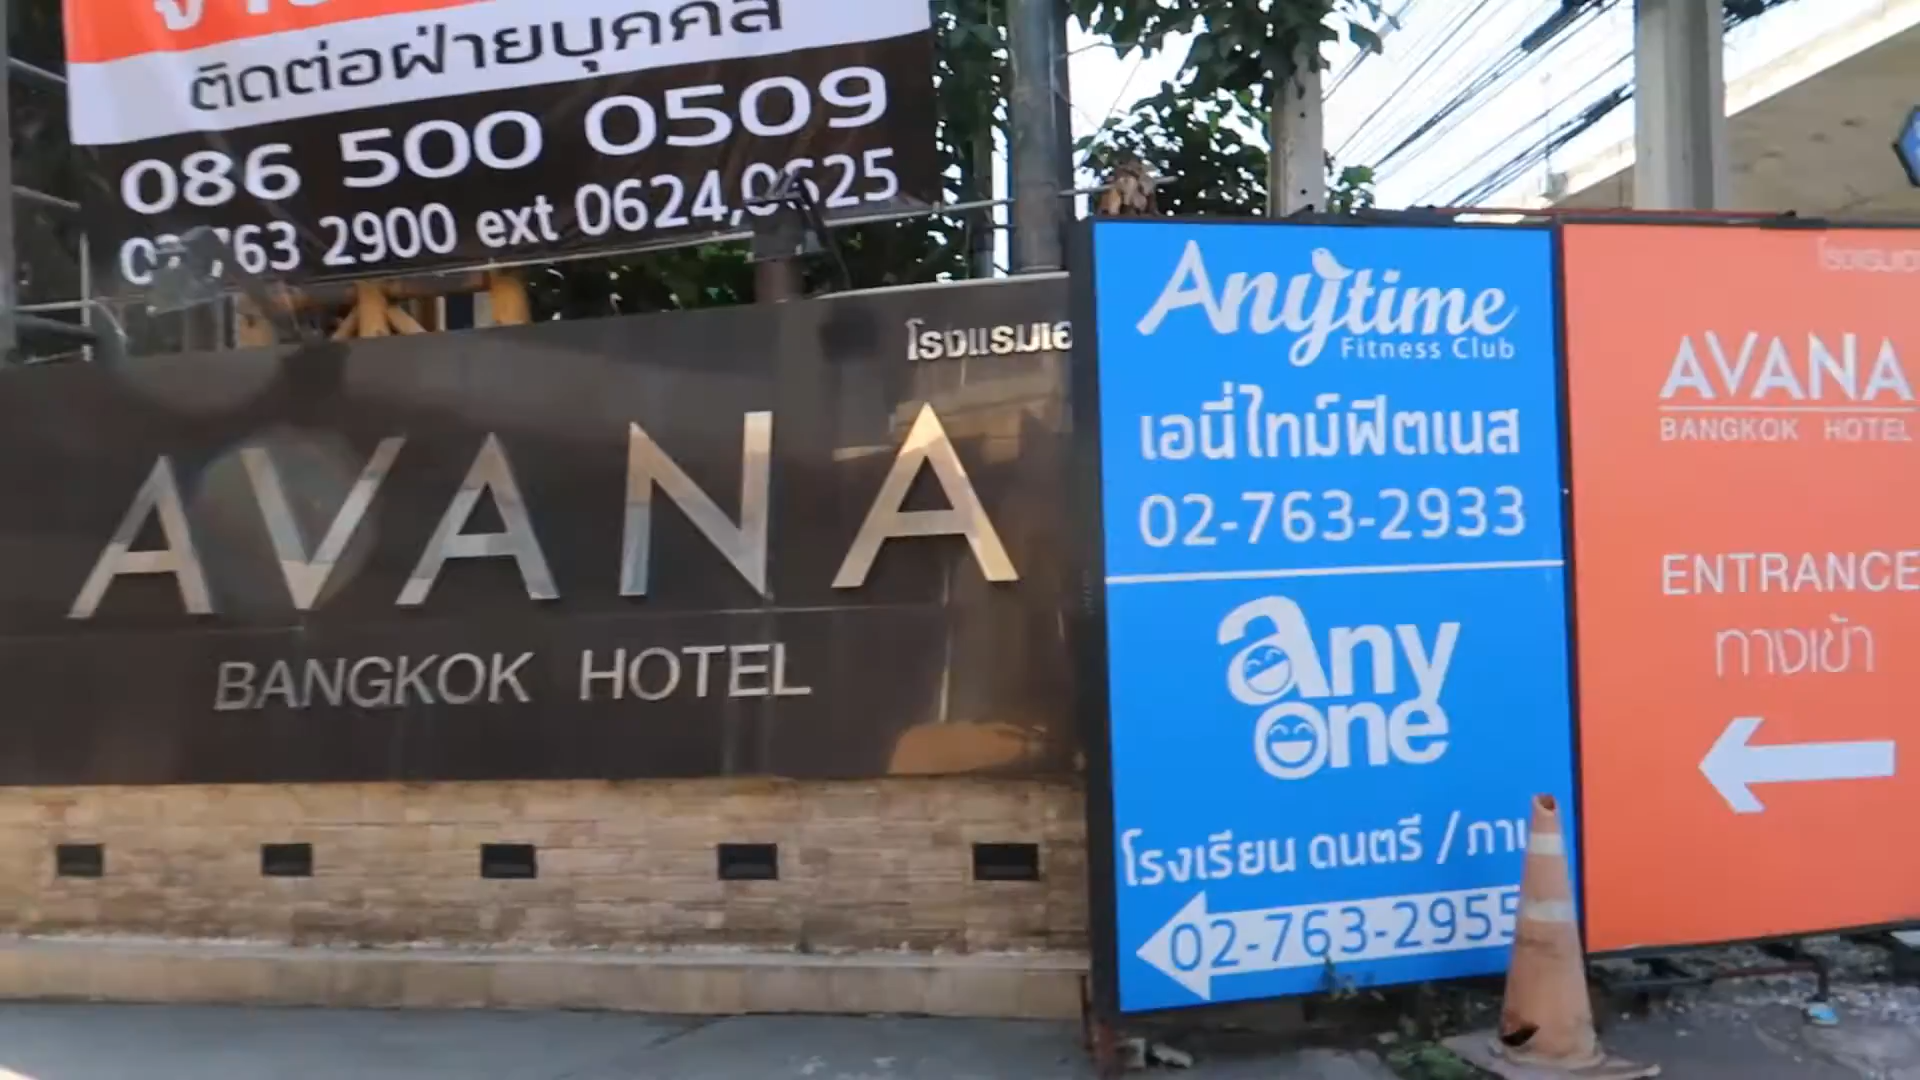 ติดต่อฝ่ายบุคคล
086 500 0509
02 763 2900 ext 0624,0625
AVANA
BANGKOK HOTEL
Anytime
Fitness Club
เอนี่ไทม์ฟิตเนส
02-763-2933
any
one
โรงเรียน ดนตรี /
02-763-2955
AVANA
BANGKOK HOTEL
ENTRANCE
ทางเข้า